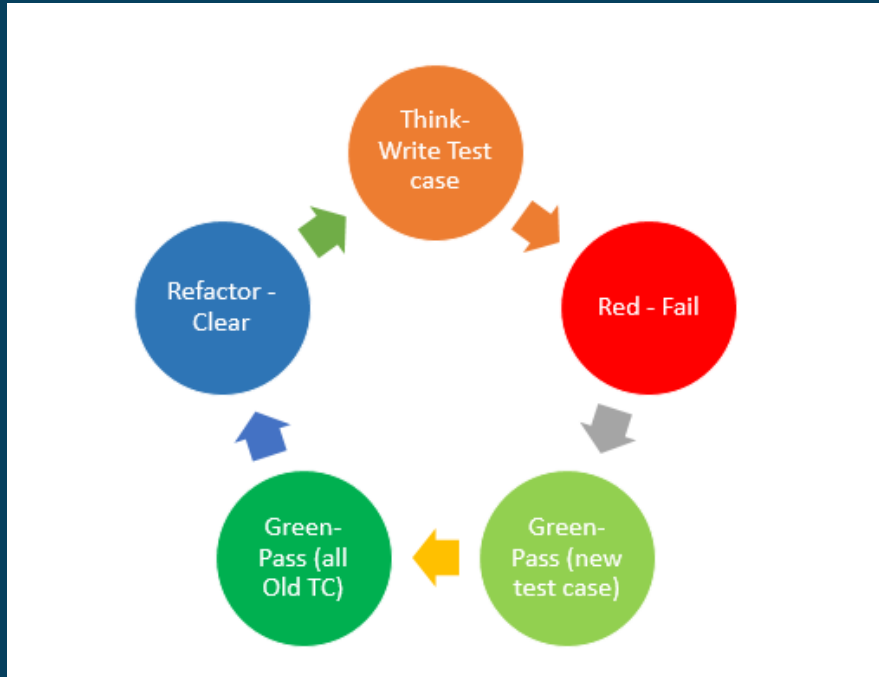 Think-
Write Test
case
Red - Fail
Green-
Pass (new
test case)
Green-
Pass (all
Old TC)
Refactor -
Clear